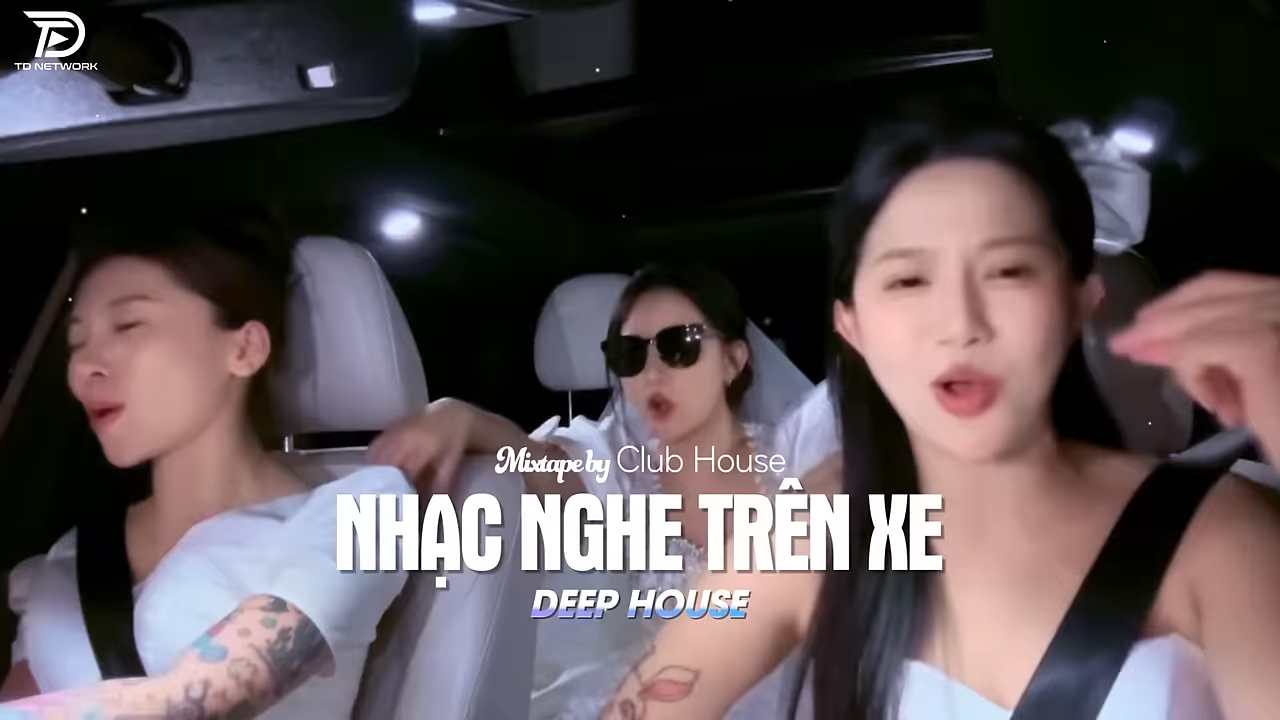 TD NETWORK
Mixtape by Club House
NHẠC NGHE TRÊN XE
DEEP HOUSE